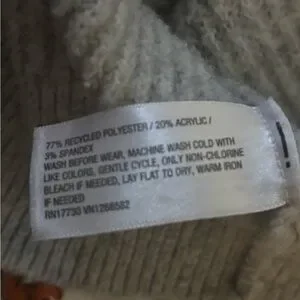 77% RECYCLED POLYESTER / 20% ACRYLIC /
3% SPANDEX
WASH BEFORE WEAR, MACHINE WASH COLD WITH
LIKE COLORS, GENTLE CYCLE, ONLY NON-CHLORINE
BLEACH IF NEEDED, LAY FLAT TO DRY, WARM IRON
IF NEEDED
RN17730 VN1266582